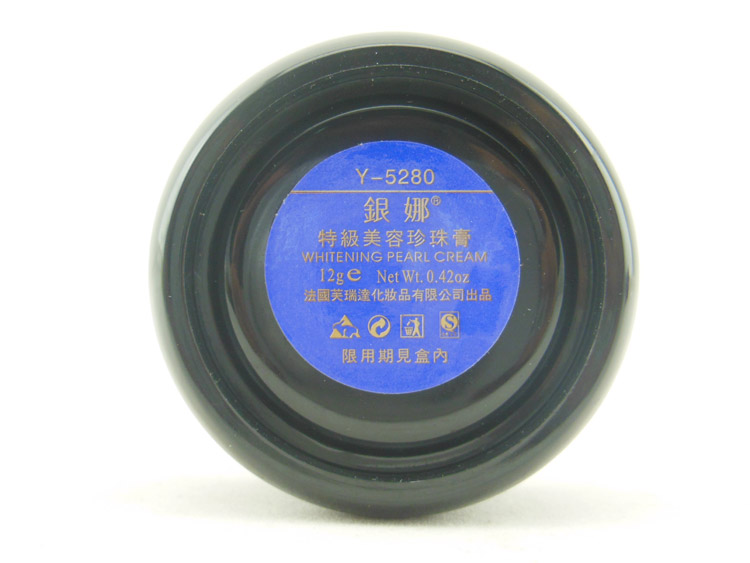 Y-5280
銀娜®
特級美容珍珠膏
WHITENING PEARL CREAM
12g e Net Wt. 0.42oz
法國芙瑞達化妝品有限公司出品
限用期見盒內